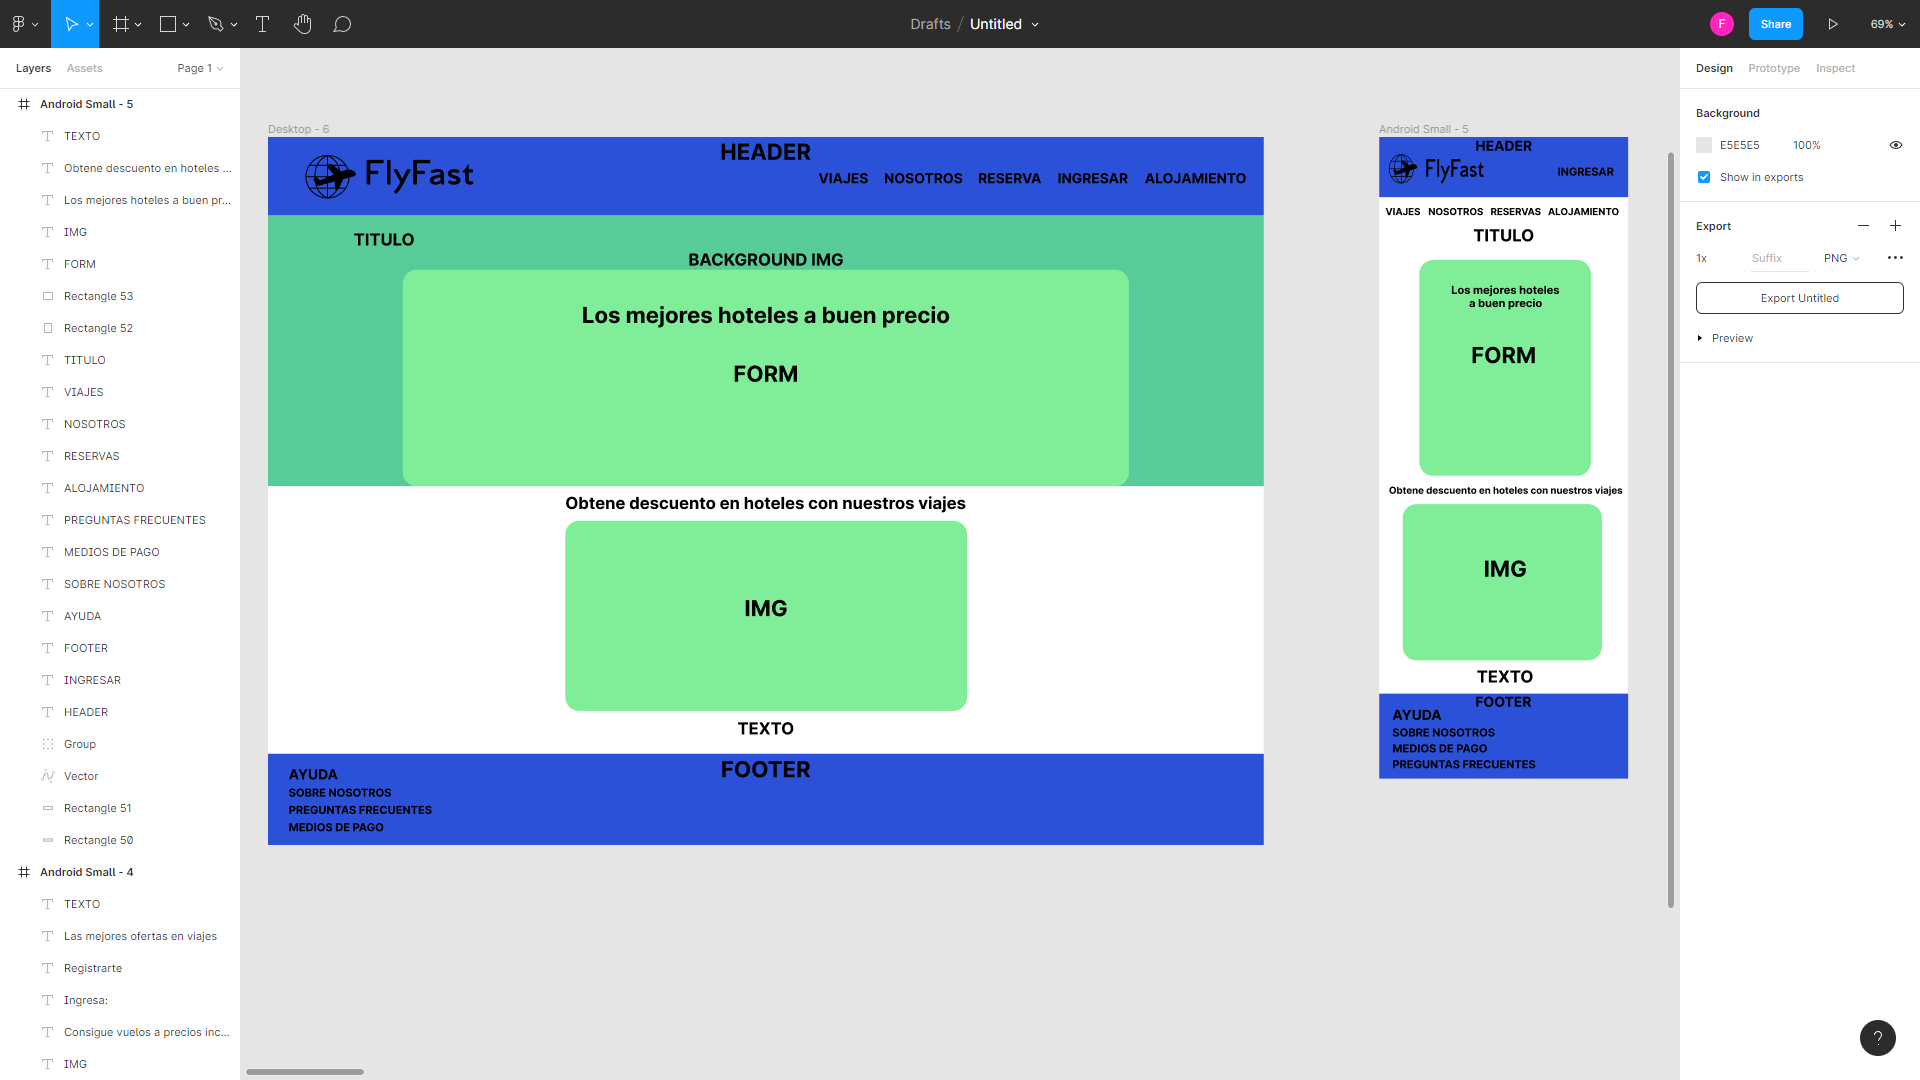 Drafts / Untitled
F
Share
69%
Layers
Assets
Page 1
Android Small - 5
TEXTO
Obtene descuento en hoteles ...
Los mejores hoteles a buen pr...
IMG
FORM
Rectangle 53
Rectangle 52
TITULO
VIAJES
NOSOTROS
RESERVAS
ALOJAMIENTO
PREGUNTAS FRECUENTES
MEDIOS DE PAGO
SOBRE NOSOTROS
AYUDA
FOOTER
INGRESAR
HEADER
Group
Vector
Rectangle 51
Rectangle 50
Android Small - 4
TEXTO
Las mejores ofertas en viajes
Registrarte
Ingresa:
Consigue vuelos a precios inc...
IMG
Desktop - 6
HEADER
FlyFast
VIAJES NOSOTROS RESERVA INGRESAR ALOJAMIENTO
TITULO
BACKGROUND IMG
Los mejores hoteles a buen precio
FORM
Obtene descuento en hoteles con nuestros viajes
IMG
TEXTO
FOOTER
AYUDA
SOBRE NOSOTROS
PREGUNTAS FRECUENTES
MEDIOS DE PAGO
Android Small - 5
HEADER
FlyFast
INGRESAR
VIAJES NOSOTROS RESERVAS ALOJAMIENTO
TITULO
Los mejores hoteles
a buen precio
FORM
Obtene descuento en hoteles con nuestros viajes
IMG
TEXTO
FOOTER
AYUDA
SOBRE NOSOTROS
MEDIOS DE PAGO
PREGUNTAS FRECUENTES
Design
Prototype
Inspect
Background
E5E5E5 100%
Show in exports
Export
1x Suffix PNG
Export Untitled
Preview
?